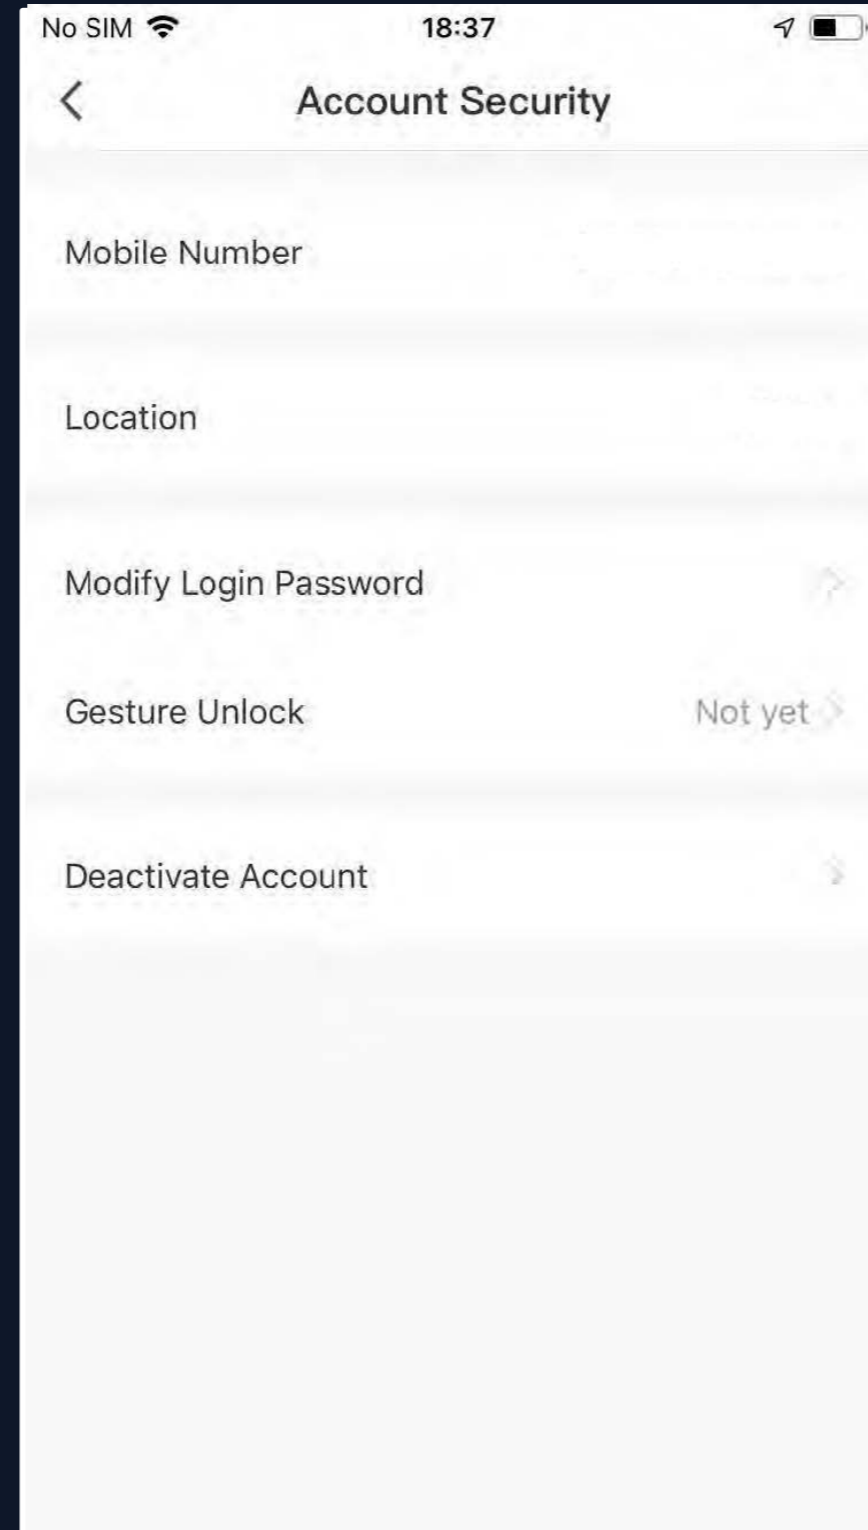 No SIM
18:37
Account Security
Mobile Number
Location
Modify Login Password
Gesture Unlock Not yet
Deactivate Account